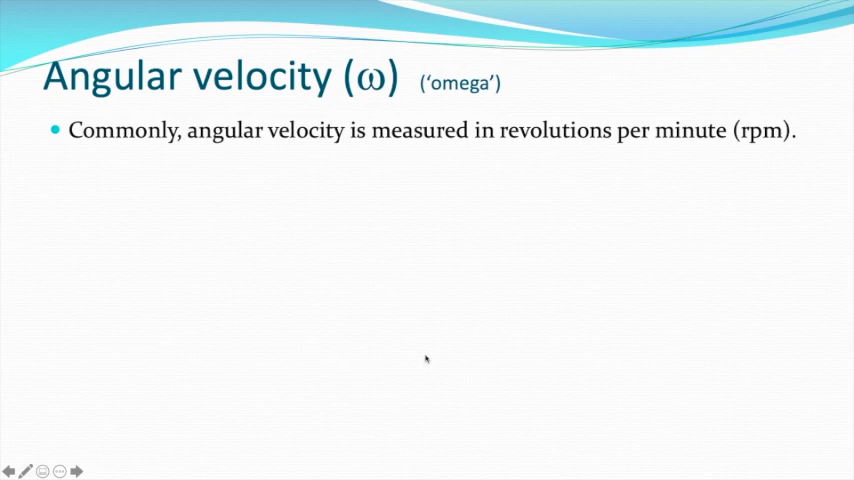 Angular velocity (ω) (‘omega’)
Commonly, angular velocity is measured in revolutions per minute (rpm).